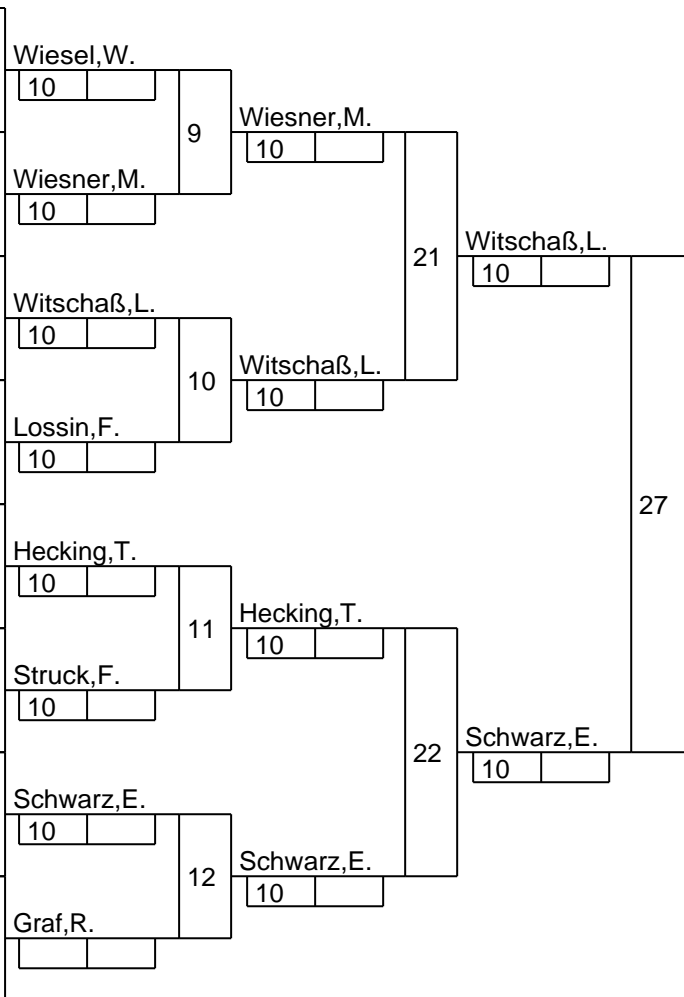 Wiesel,W.
10
9
Wiesner,M.
10
Wiesner,M.
10
21
Witschaß,L.
10
Witschaß,L.
10
10
Witschaß,L.
10
Lossin,F.
10
27
Hecking,T.
10
11
Hecking,T.
10
Struck,F.
10
22
Schwarz,E.
10
Schwarz,E.
10
12
Schwarz,E.
10
Graf,R.